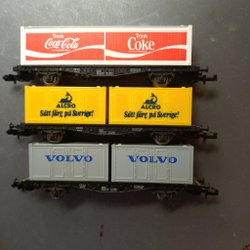 Drink
Coca-Cola
Drink
Coke
ALCRO
Sätt färg på Sverige!
ALCRO
Sätt färg på Sverige!
VOLVO
VOLVO